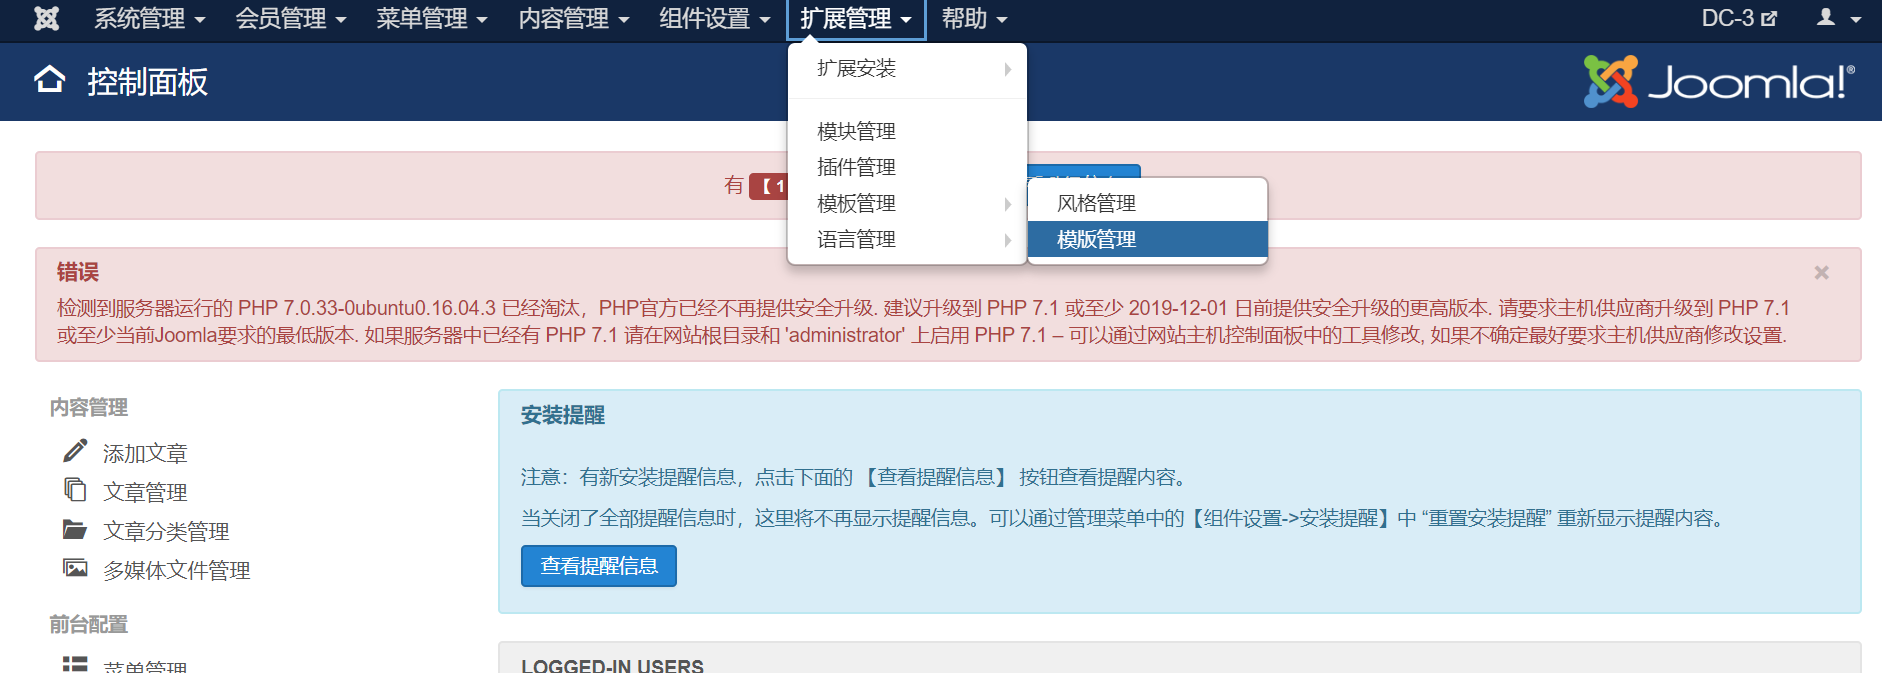 系统管理 会员管理 菜单管理 内容管理 组件设置 扩展管理 帮助 DC-3
控制面板
Joomla!®
扩展安装
模块管理
插件管理
模板管理
语言管理
风格管理
模版管理
有 【 1
错误
检测到服务器运行的 PHP 7.0.33-0ubuntu0.16.04.3 已经淘汰，PHP官方已经不再提供安全升级. 建议升级到 PHP 7.1 或至少 2019-12-01 日前提供安全升级的更高版本. 请要求主机供应商升级到 PHP 7.1
或至少当前Joomla要求的最低版本. 如果服务器中已经有 PHP 7.1 请在网站根目录和 'administrator' 上启用 PHP 7.1 – 可以通过网站主机控制面板中的工具修改, 如果不确定最好要求主机供应商修改设置.
内容管理
添加文章
文章管理
文章分类管理
多媒体文件管理
前台配置
菜单管理
安装提醒
注意：有新安装提醒信息，点击下面的 【查看提醒信息】 按钮查看提醒内容。
当关闭了全部提醒信息时，这里将不再显示提醒信息。可以通过管理菜单中的【组件设置->安装提醒】中 “重置安装提醒” 重新显示提醒内容。
查看提醒信息
LOGGED-IN USERS